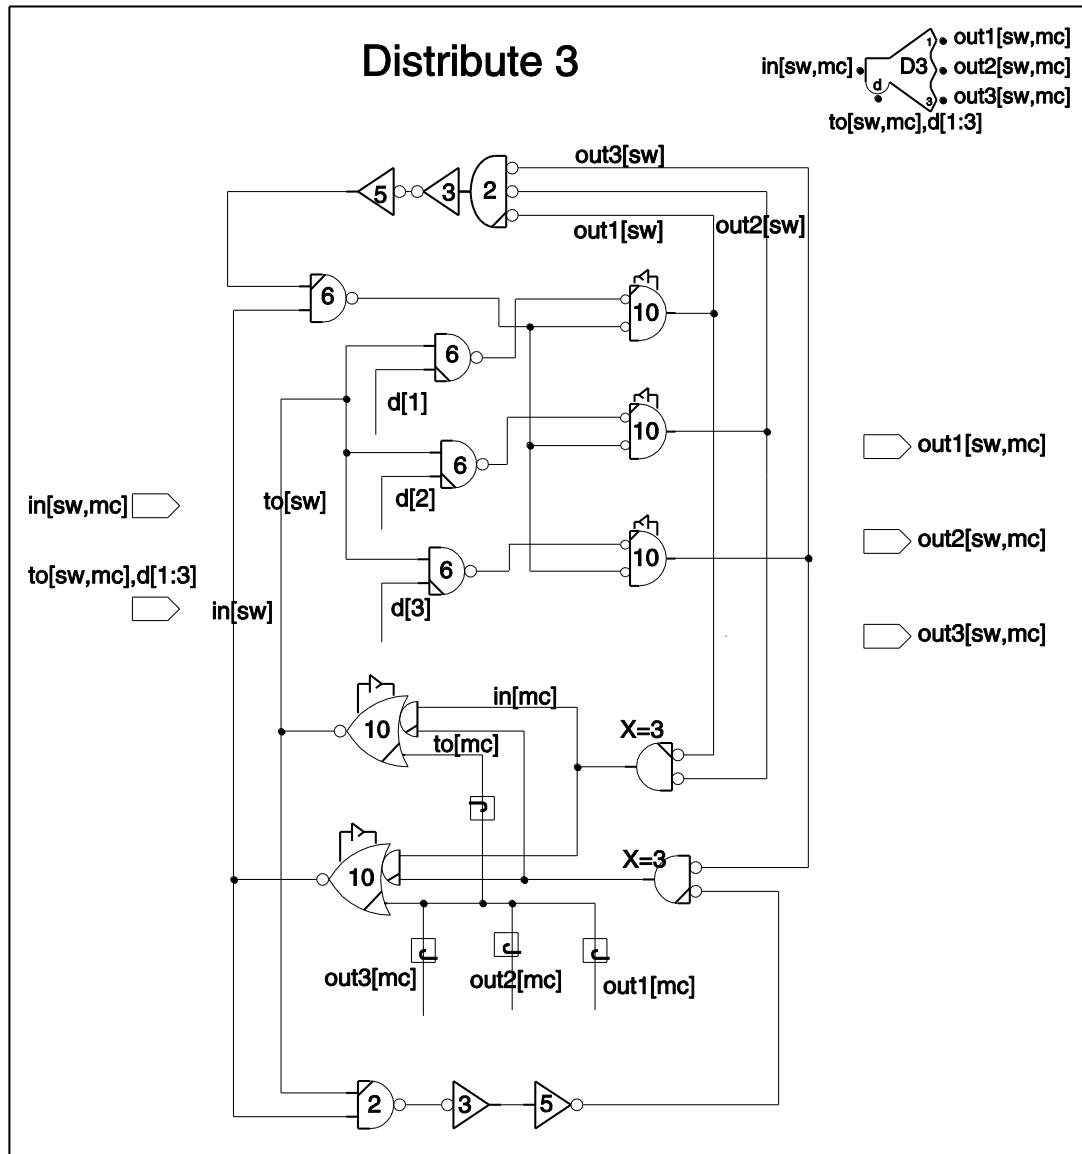 Distribute 3
in[sw,mc]
D3
d
1
3
out1[sw,mc]
out2[sw,mc]
out3[sw,mc]
to[sw,mc],d[1:3]
out3[sw]
5
3
2
out1[sw]
out2[sw]
6
10
6
d[1]
10
6
d[2]
to[sw]
in[sw,mc]
out1[sw,mc]
10
6
out2[sw,mc]
to[sw,mc],d[1:3]
in[sw]
d[3]
out3[sw,mc]
in[mc]
10
to[mc]
X=3
10
X=3
out3[mc]
out2[mc]
out1[mc]
2
3
5